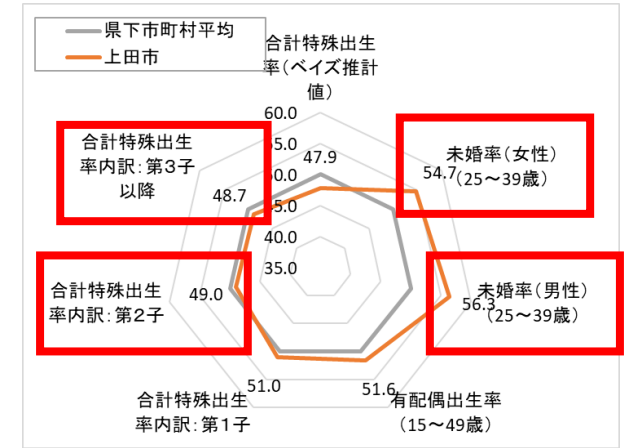 県下市町村平均
上田市
合計特殊出生
率(ベイズ推計
値)
60.0
55.0
50.0
45.0
40.0
35.0
47.9
未婚率(女性)
(25～39歳)
54.7
未婚率(男性)
(25～39歳)
56.3
有配偶出生率
(15～49歳)
51.6
合計特殊出生
率内訳:第1子
51.0
合計特殊出生
率内訳:第2子
49.0
合計特殊出生
率内訳:第3子
以降
48.7